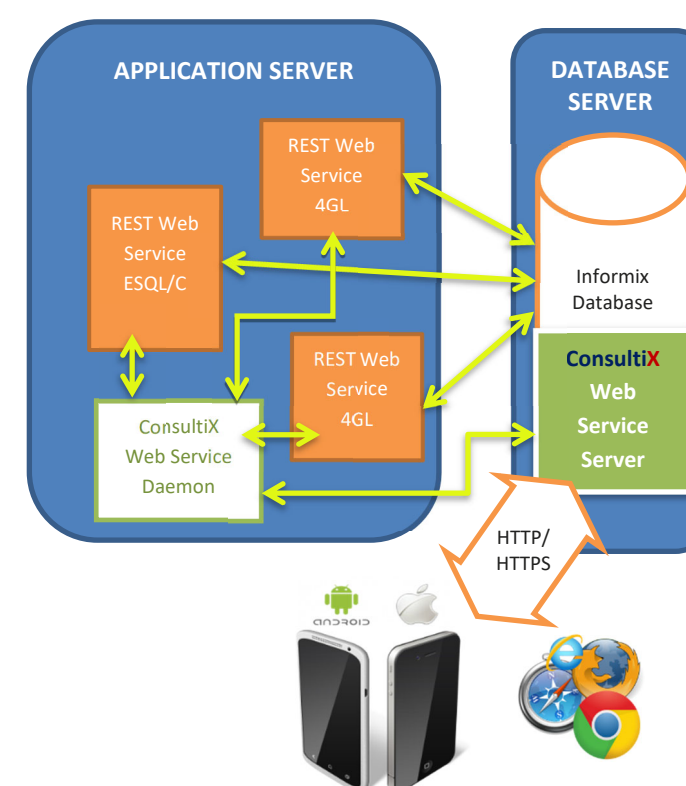 APPLICATION SERVER
REST Web
Service
4GL
REST Web
Service
ESQL/C
REST Web
Service
4GL
ConsultiX
Web Service
Daemon
DATABASE
SERVER
Informix
Database
ConsultiX
Web
Service
Server
HTTP/
HTTPS
ANDROID